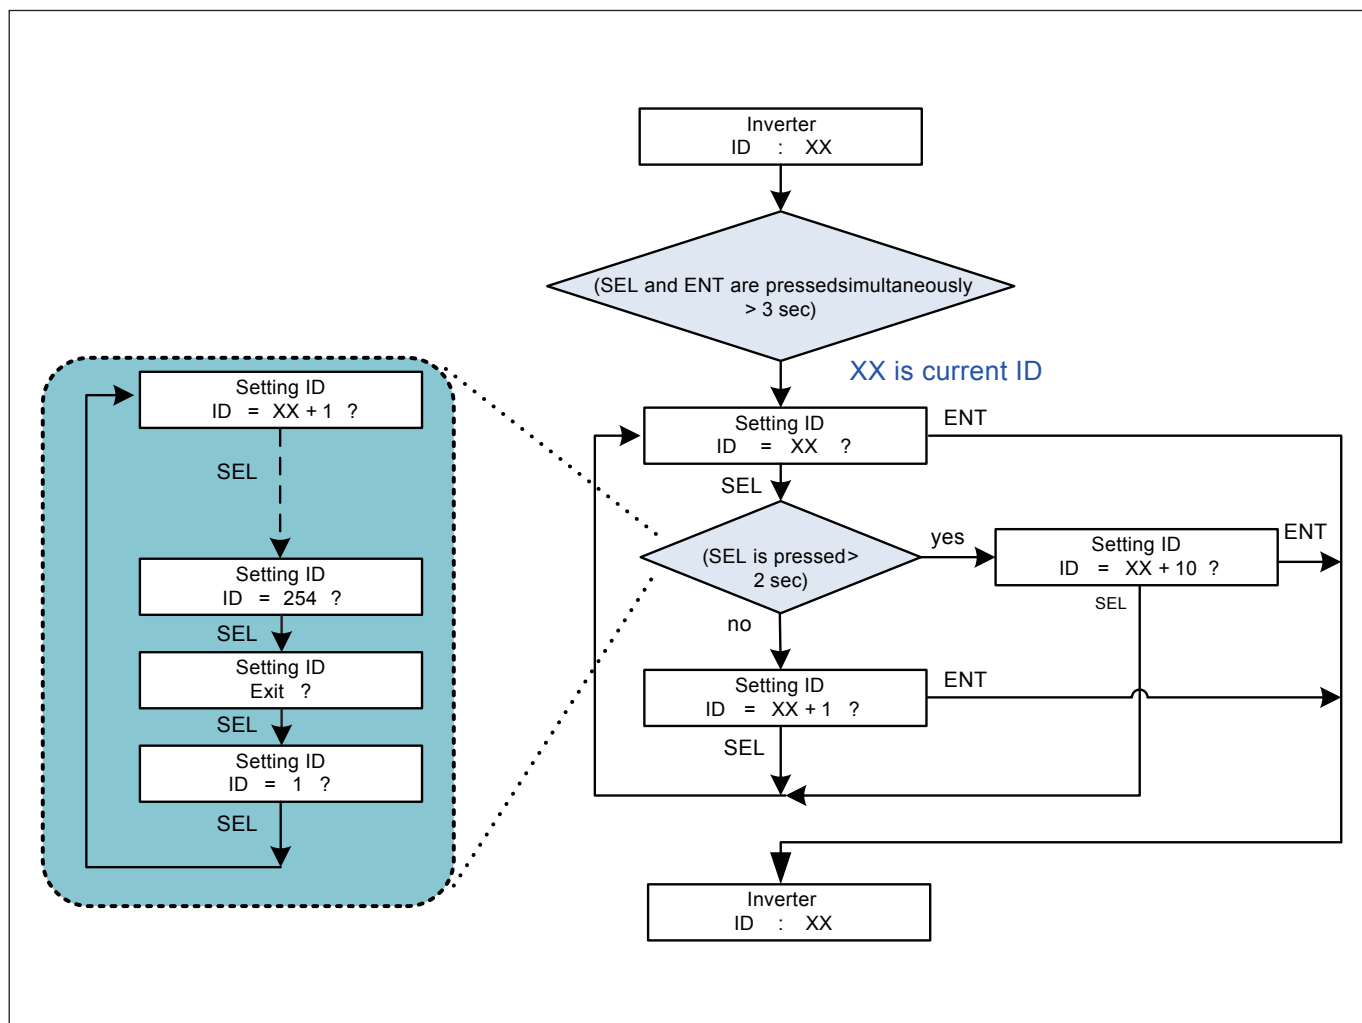 Inverter
ID : XX
(SEL and ENT are pressedsimultaneously
> 3 sec)
XX is current ID
Setting ID
ID = XX ?
ENT
SEL
(SEL is pressed>
2 sec)
yes
Setting ID
ID = XX + 10 ?
ENT
SEL
no
Setting ID
ID = XX + 1 ?
ENT
SEL
Inverter
ID : XX
Setting ID
ID = XX + 1 ?
SEL
Setting ID
ID = 254 ?
SEL
Setting ID
Exit ?
SEL
Setting ID
ID = 1 ?
SEL